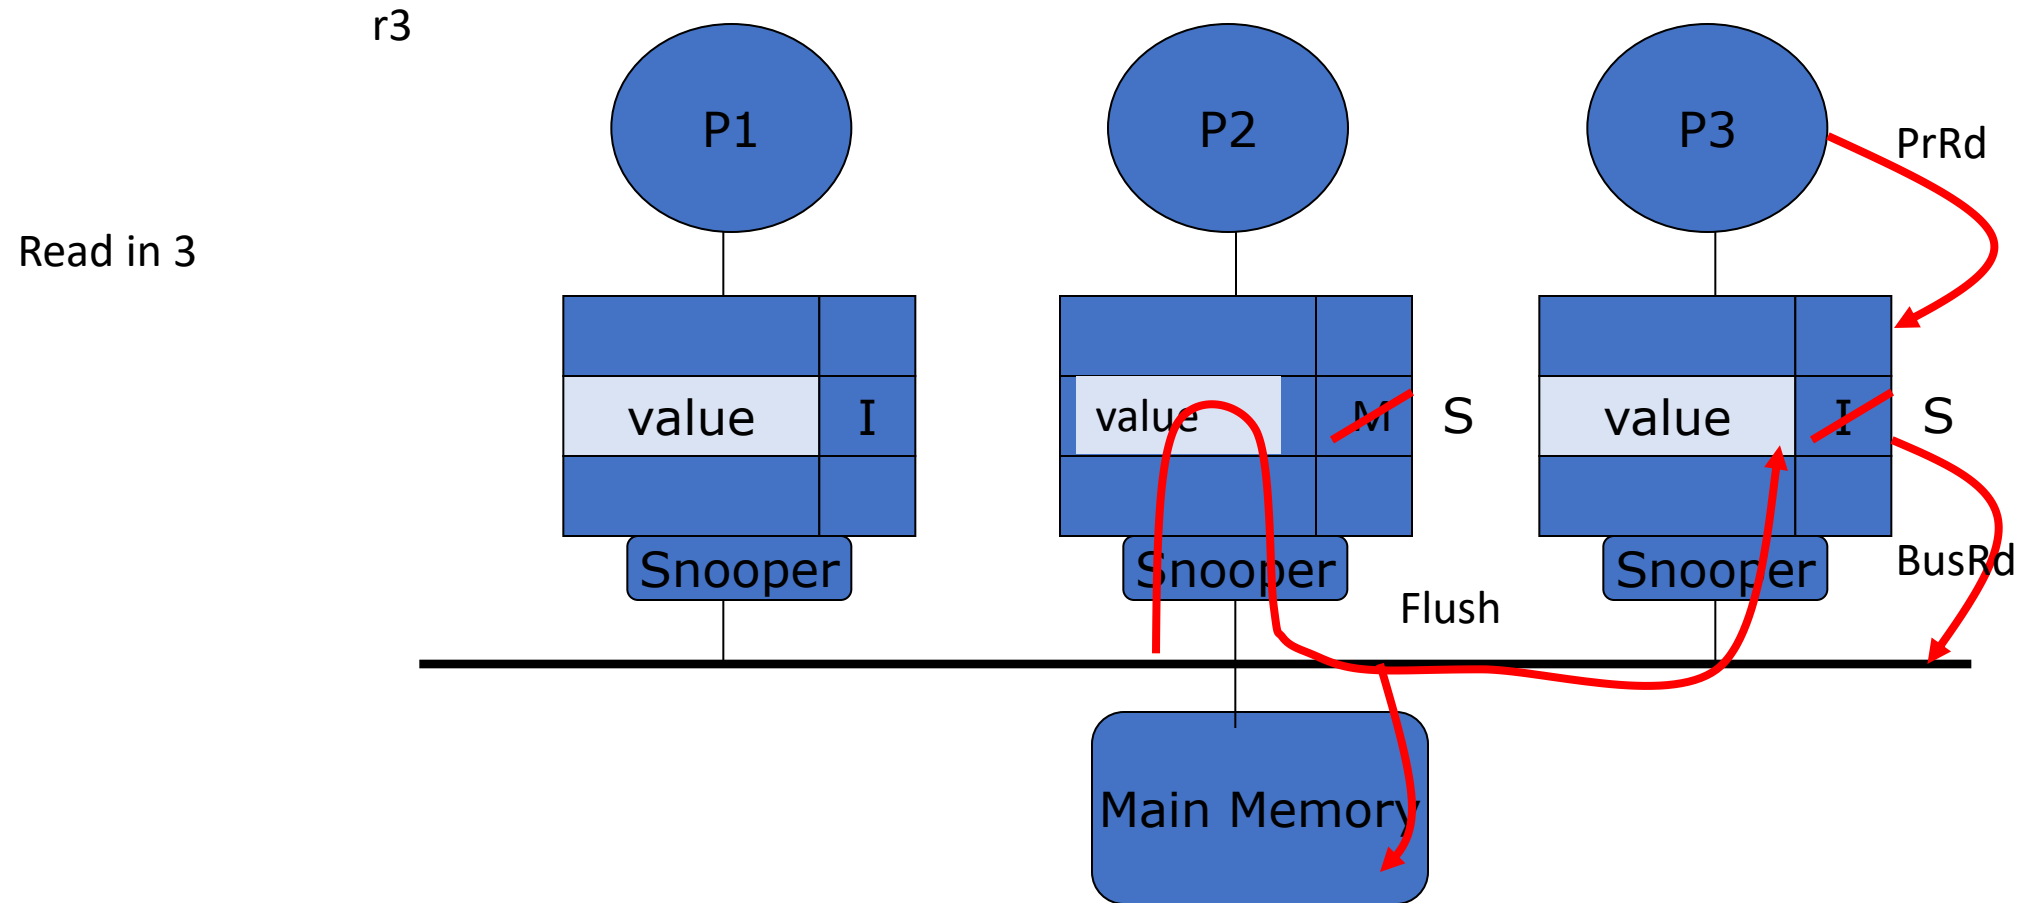 r3
P1
P2
P3
PrRd
Read in 3
value I
value M S
value I S
Snooper
Snooper
Snooper
BusRd
Flush
Main Memory